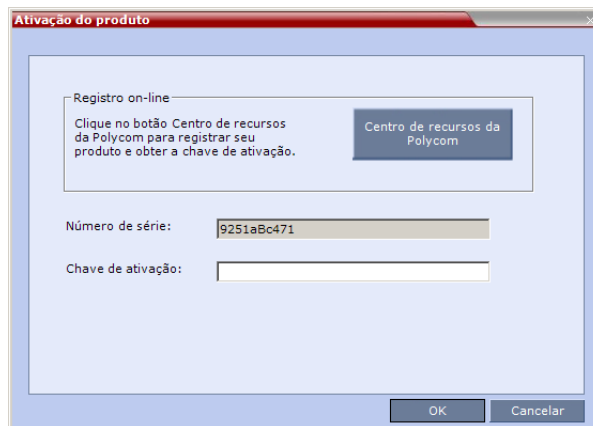 Ativação do produto
Registro on-line
Clique no botão Centro de recursos
da Polycom para registrar seu
produto e obter a chave de ativação.
Centro de recursos da
Polycom
Número de série:
9251aBc471
Chave de ativação:
OK
Cancelar